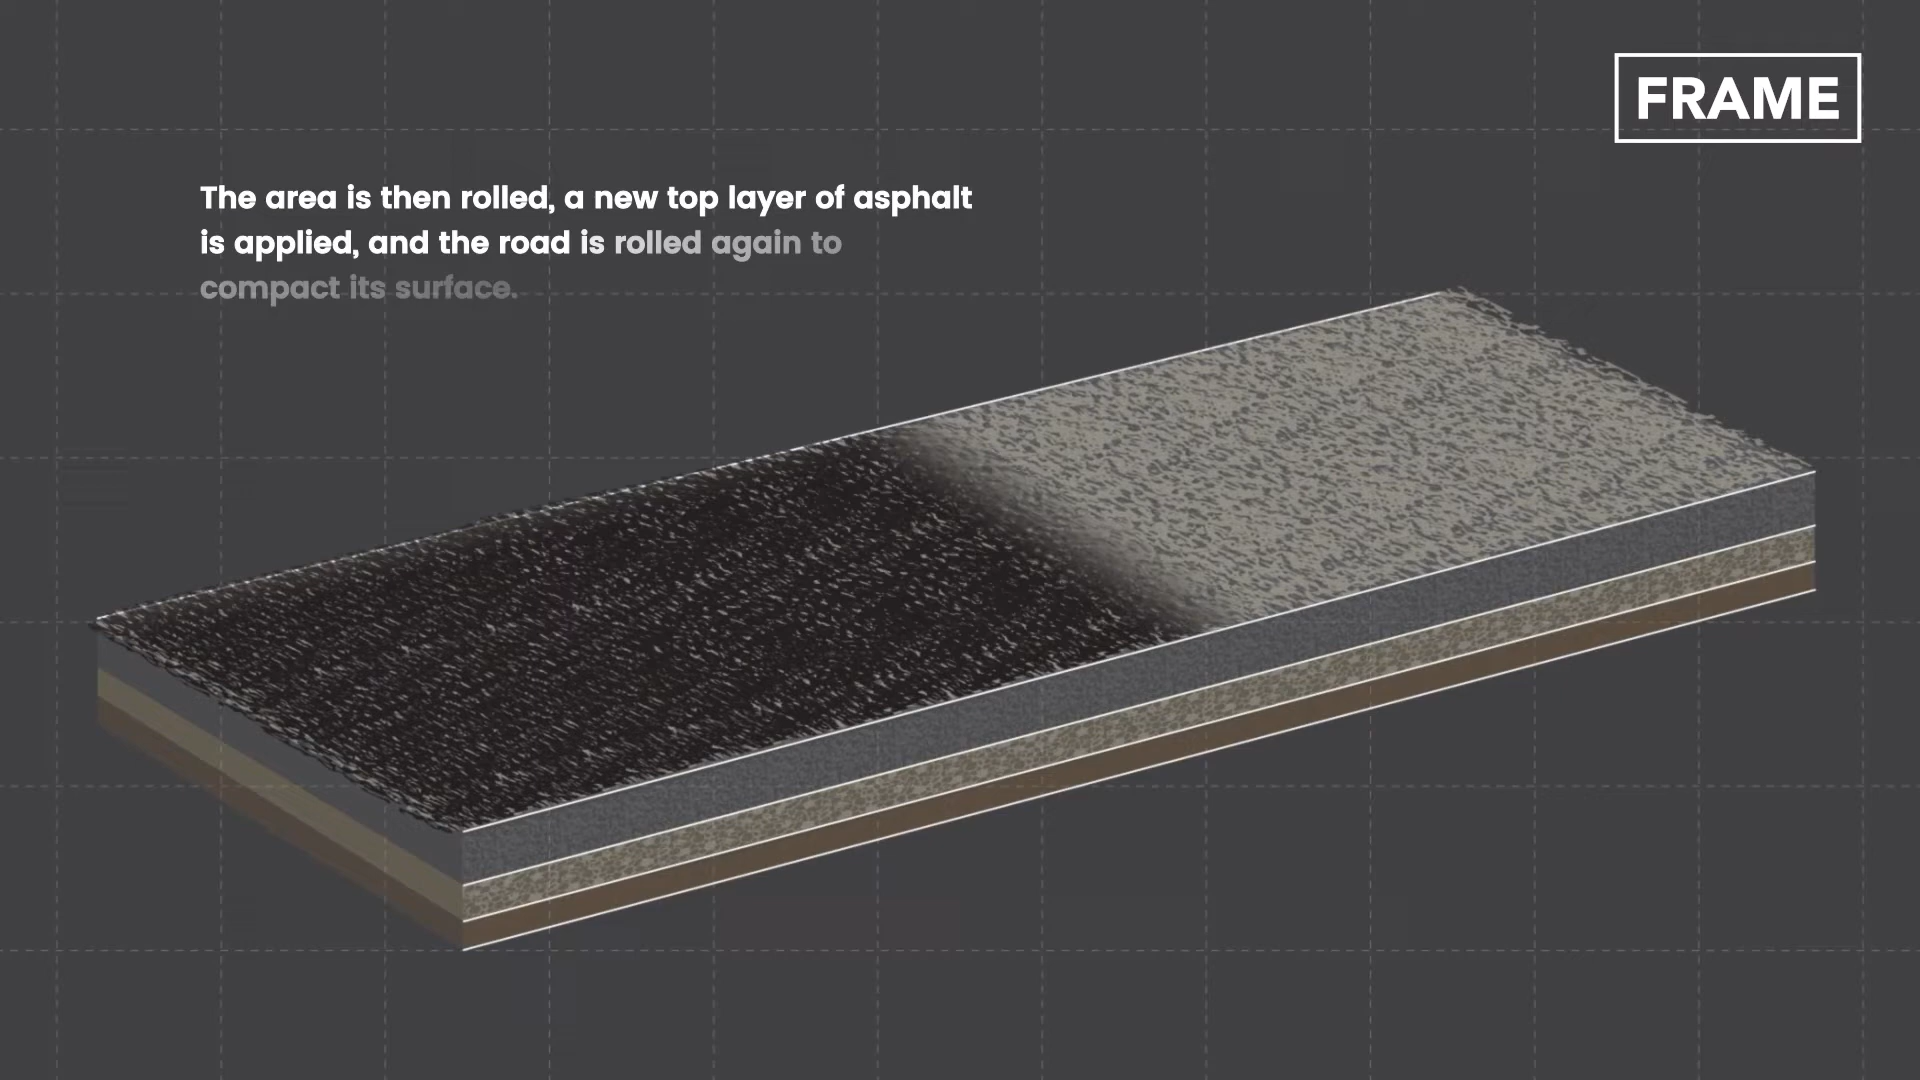 FRAME
The area is then rolled, a new top layer of asphalt
is applied, and the road is rolled again to
compact its surface.